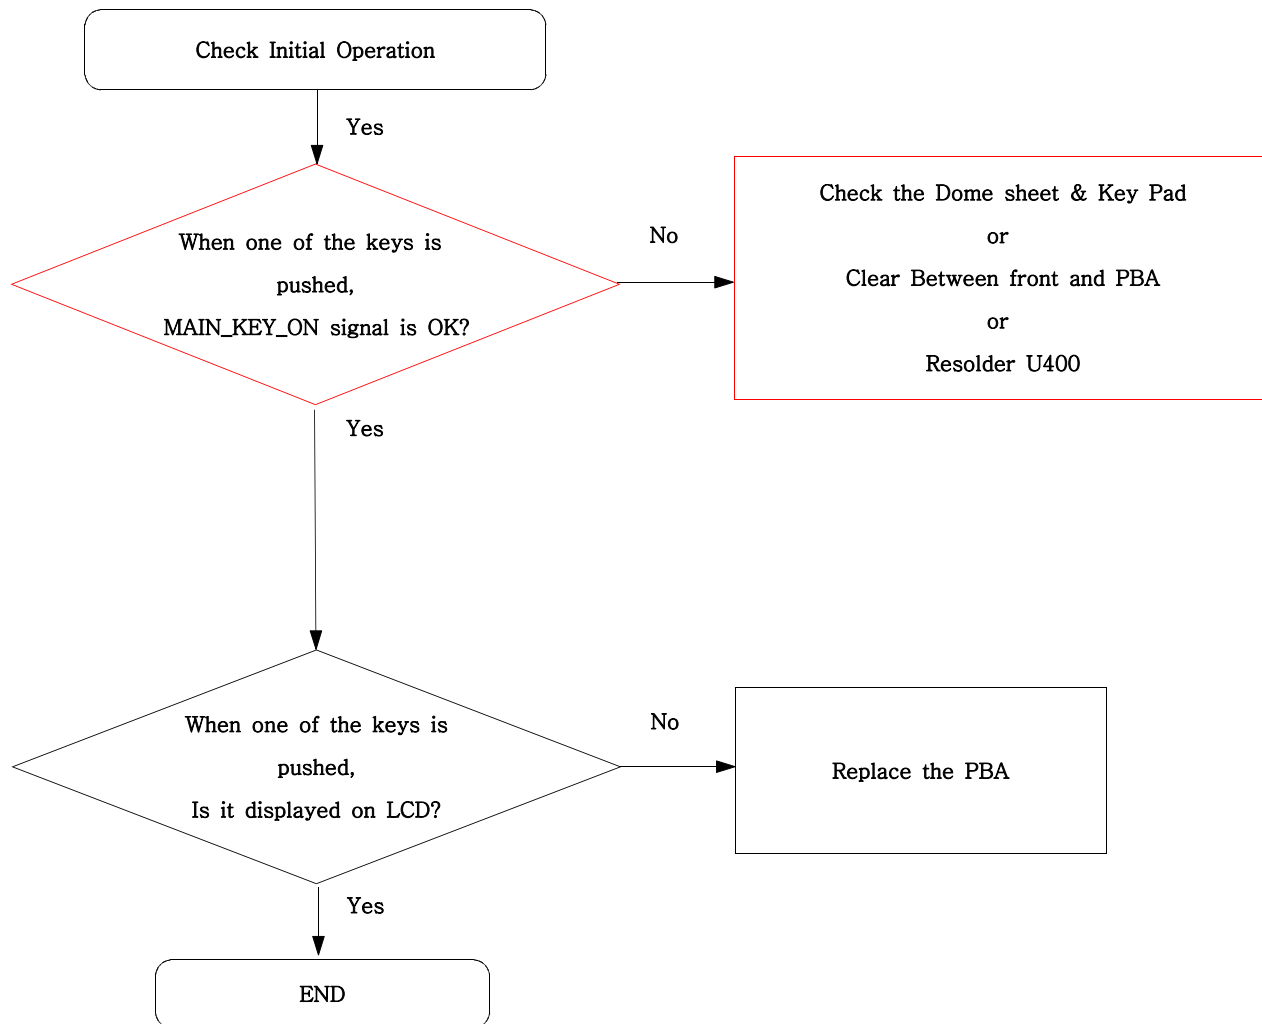 Check Initial Operation
Yes
When one of the keys is
pushed,
MAIN_KEY_ON signal is OK?
No
Check the Dome sheet & Key Pad
or
Clear Between front and PBA
or
Resolder U400
Yes
When one of the keys is
pushed,
Is it displayed on LCD?
No
Replace the PBA
Yes
END